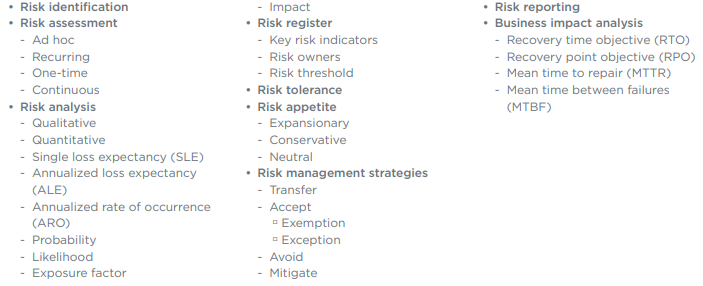 • Risk identification
• Risk assessment
- Ad hoc
- Recurring
- One-time
- Continuous
• Risk analysis
- Qualitative
- Quantitative
- Single loss expectancy (SLE)
- Annualized loss expectancy
(ALE)
- Annualized rate of occurrence
(ARO)
- Probability
- Likelihood
- Exposure factor
- Impact
• Risk register
- Key risk indicators
- Risk owners
- Risk threshold
• Risk tolerance
• Risk appetite
- Expansionary
- Conservative
- Neutral
• Risk management strategies
- Transfer
- Accept
▫ Exemption
▫ Exception
- Avoid
- Mitigate
• Risk reporting
• Business impact analysis
- Recovery time objective (RTO)
- Recovery point objective (RPO)
- Mean time to repair (MTTR)
- Mean time between failures
(MTBF)